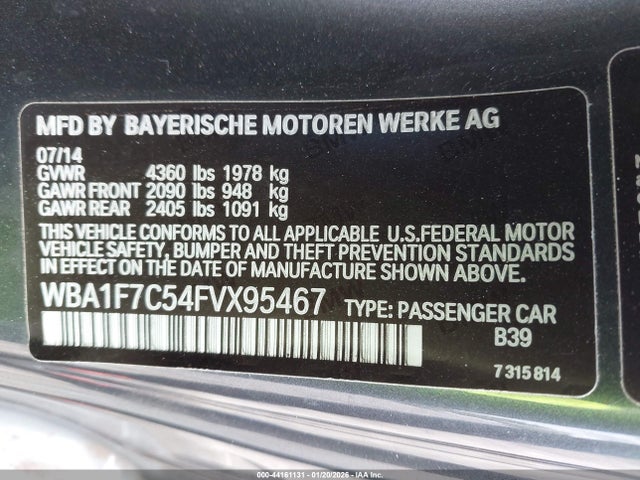 MFD BY BAYERISCHE MOTOREN WERKE AG
07/14
GVWR 4360 lbs 1978 kg
GAWR FRONT 2090 lbs 948 kg
GAWR REAR 2405 lbs 1091 kg
THIS VEHICLE CONFORMS TO ALL APPLICABLE U.S.FEDERAL MOTOR
VEHICLE SAFETY, BUMPER AND THEFT PREVENTION STANDARDS
IN EFFECT ON THE DATE OF MANUFACTURE SHOWN ABOVE.
WBA1F7C54FVX95467 TYPE: PASSENGER CAR
B39
7315814
000-44161131 - 01/20/2026 - IAA Inc.